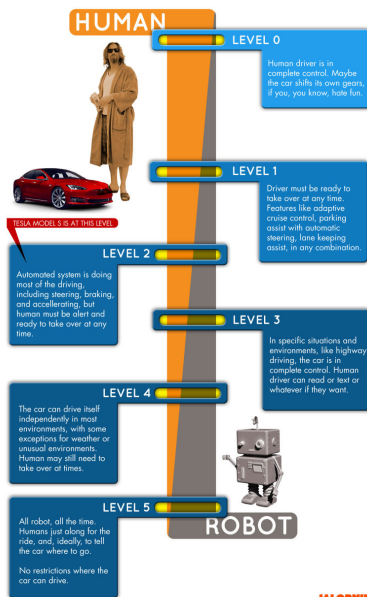 HUMAN
LEVEL 0
Human driver is in
complete control. Maybe
the car shifts its own gears,
if you, you know, hate fun.
LEVEL 1
Driver must be ready to
take over at any time.
Features like adaptive
cruise control, parking
assist with automatic
steering, lane keeping
assist, in any combination.
TESLA MODEL S IS AT THIS LEVEL
LEVEL 2
Automated system is doing
most of the driving,
including steering, braking,
and accellerating, but
human must be alert and
ready to take over at any
time.
LEVEL 3
In specific situations and
environments, like highway
driving, the car is in
complete control. Human
driver can read or text or
whatever if they want.
LEVEL 4
The car can drive itself
independently in most
environments, with some
exceptions for weather or
unusual environments.
Human may still need to
take over at times.
LEVEL 5
All robot, all the time.
Humans just along for the
ride, and, ideally, to tell
the car where to go.
No restrictions where the
car can drive.
ROBOT